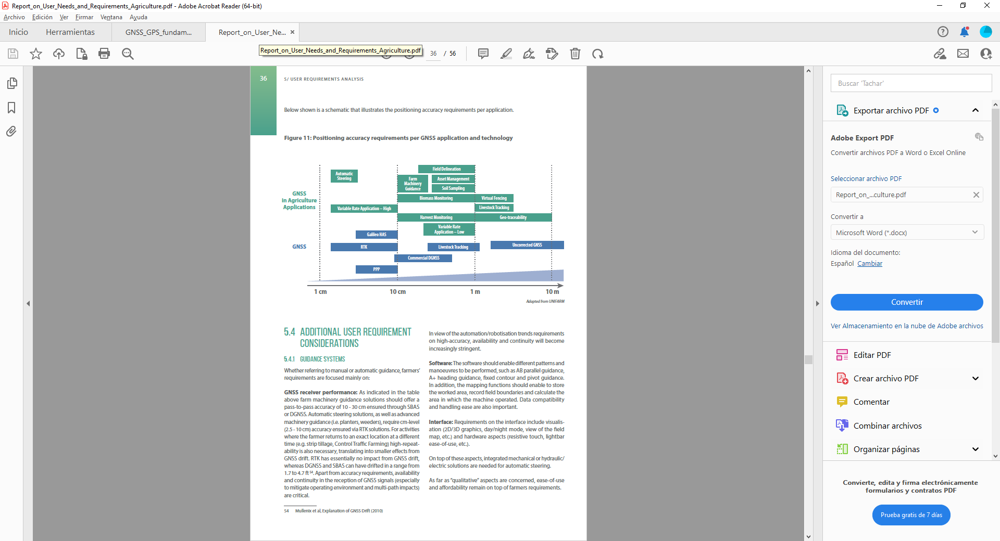 Report_on_User_Needs_and_Requirements_Agriculture.pdf - Adobe Acrobat Reader (64-bit)
Archivo Edición Ver Firmar Ventana Ayuda
Inicio Herramientas GNSS_GPS_fundam... Report_on_User_Ne... ×
Report_on_User_Needs_and_Requirements_Agriculture.pdf
36 / 56
36
5/ USER REQUIREMENTS ANALYSIS
Below shown is a schematic that illustrates the positioning accuracy requirements per application.
Figure 11: Positioning accuracy requirements per GNSS application and technology
GNSS
in Agriculture
Applications
Automatic
Steering
Field Delineation
Farm
Machinery
Guidance
Asset Management
Soil Sampling
Biomass Monitoring
Virtual Fencing
Variable Rate Application – High
Livestock Tracking
Harvest Monitoring
Geo-traceability
Variable Rate
Application – Low
GNSS
Galileo HAS
RTK
Livestock Tracking
Uncorrected GNSS
Commercial DGNSS
PPP
1 cm 10 cm 1 m 10 m
Adapted from UNIFARM
5.4 ADDITIONAL USER REQUIREMENT
CONSIDERATIONS
5.4.1 GUIDANCE SYSTEMS
Whether referring to manual or automatic guidance, farmers'
requirements are focused mainly on:
GNSS receiver performance: As indicated in the table
above farm machinery guidance solutions should offer a
pass-to-pass accuracy of 10 - 30 cm ensured through SBAS
or DGNSS. Automatic steering solutions, as well as advanced
machinery guidance (i.e. planters, weeders), require cm-level
(2.5 - 10 cm) accuracy ensured via RTK solutions. For activities
where the farmer returns to an exact location at a different
time (e.g. strip tillage, Control Traffic Farming) high-repeat-
ability is also necessary, translating into smaller effects from
GNSS drift. RTK has essentially no impact from GNSS drift,
whereas DGNSS and SBAS can have drifted in a range from
1.7 to 4.7 ft 54. Apart from accuracy requirements, availability
and continuity in the reception of GNSS signals (especially
to mitigate operating environment and multi-path impacts)
are critical.
54 Mullenix et al, Explanation of GNSS Drift (2010)
In view of the automation/robotisation trends requirements
on high-accuracy, availability and continuity will become
increasingly stringent.
Software: The software should enable different patterns and
manoeuvres to be performed, such as AB parallel guidance,
A+ heading guidance, fixed contour and pivot guidance.
In addition, the mapping functions should enable to store
the worked area, record field boundaries and calculate the
area in which the machine operated. Data compatibility
and handling ease are also important.
Interface: Requirements on the interface include visualis-
ation (2D/3D graphics, day/night mode, view of the field
map, etc.) and hardware aspects (resistive touch, lightbar
ease-of-use, etc.).
On top of these aspects, integrated mechanical or hydraulic/
electric solutions are needed for automatic steering.
As far as "qualitative" aspects are concerned, ease-of-use
and affordability remain on top of farmers requirements.
Buscar 'Tachar'
Exportar archivo PDF
Adobe Export PDF
Convertir archivos PDF a Word o Excel Online
Seleccionar archivo PDF
Report_on_...culture.pdf
Convertir a
Microsoft Word (*.docx)
Idioma del documento:
Español Cambiar
Convertir
Ver Almacenamiento en la nube de Adobe archivos
Editar PDF
Crear archivo PDF
Comentar
Combinar archivos
Organizar páginas
Convierte, edita y firma electrónicamente
formularios y contratos PDF
Prueba gratis de 7 días